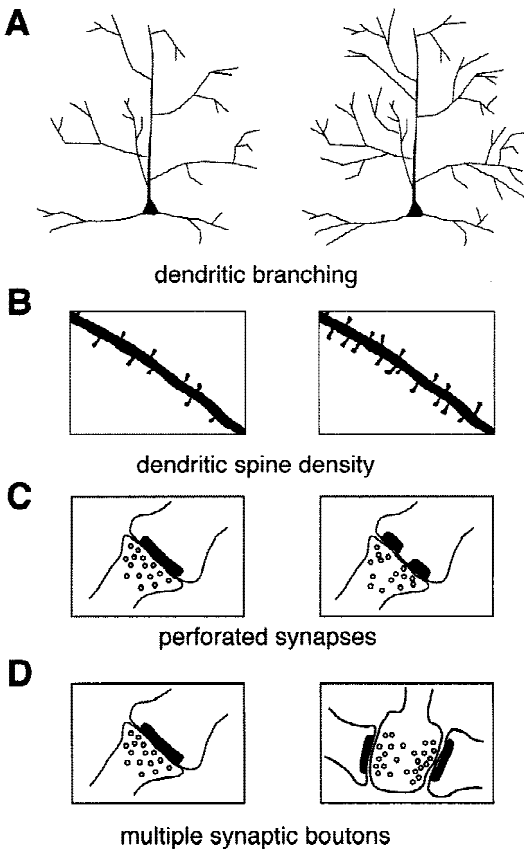 A
dendritic branching
B
dendritic spine density
C
perforated synapses
D
multiple synaptic boutons